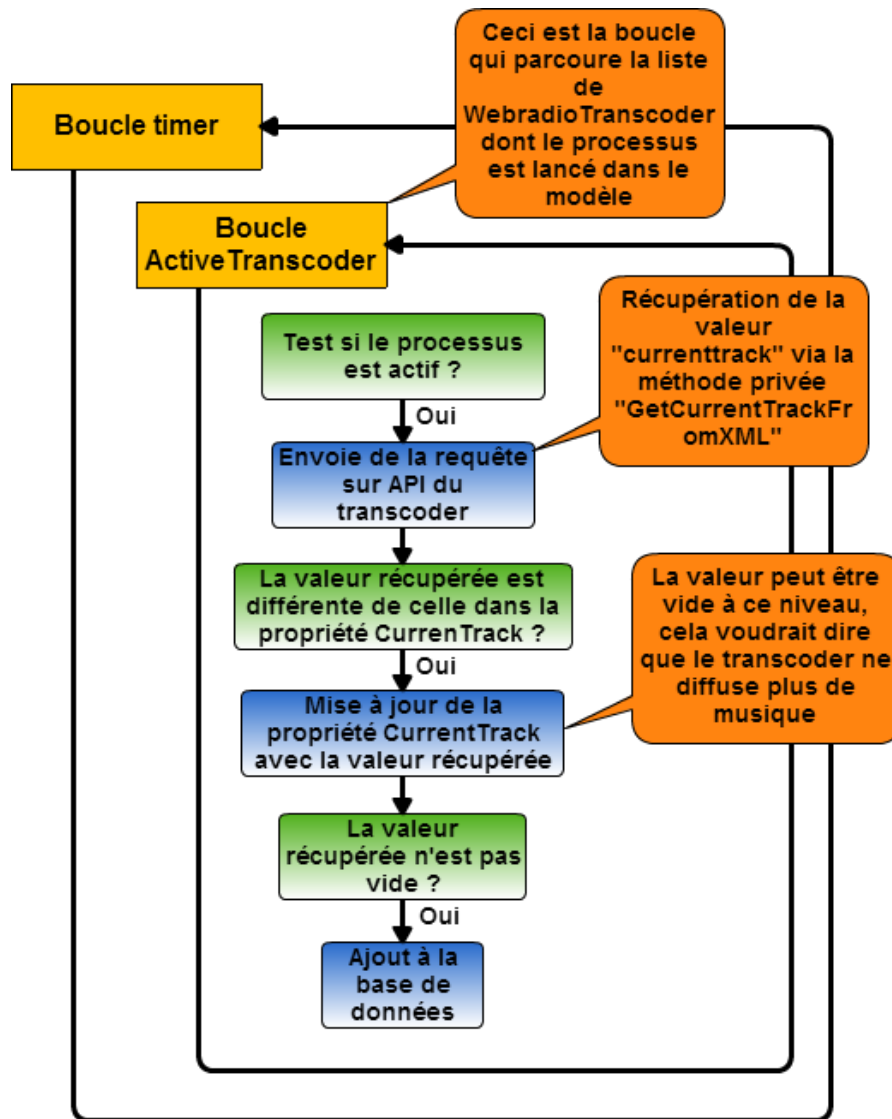 Ceci est la boucle
qui parcoure la liste
de
WebradioTranscoder
dont le processus
est lancé dans le
modèle
Boucle timer
Boucle
ActiveTranscoder
Récupération de la
valeur
"currenttrack" via la
méthode privée
"GetCurrentTrackFr
omXML"
Test si le processus
est actif ?
Oui
Envoie de la requête
sur API du
transcoder
La valeur récupérée est
différente de celle dans la
propriété CurrenTrack ?
Oui
La valeur peut être
vide à ce niveau,
cela voudrait dire
que le transcoder ne
diffuse plus de
musique
Mise à jour de la
propriété CurrentTrack
avec la valeur récupérée
La valeur
récupérée n'est pas
vide ?
Oui
Ajout à la
base de
données